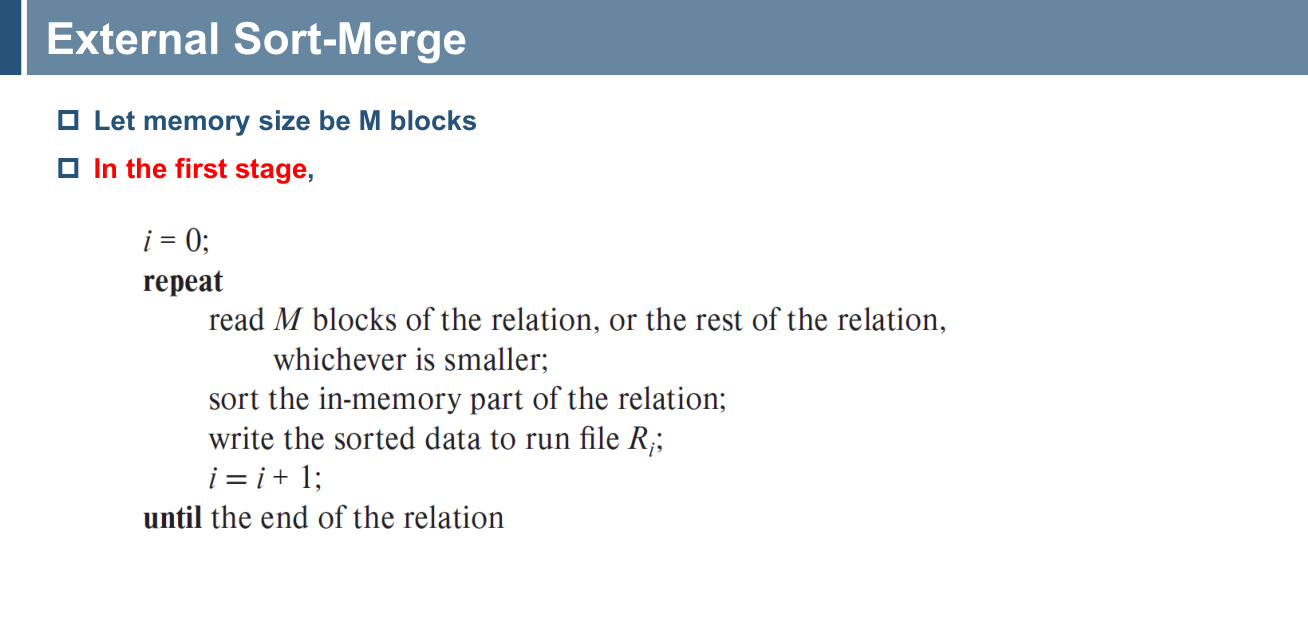 External Sort-Merge
Let memory size be M blocks
In the first stage,
i = 0;
repeat
read M blocks of the relation, or the rest of the relation,
whichever is smaller;
sort the in-memory part of the relation;
write the sorted data to run file Ri;
i = i + 1;
until the end of the relation